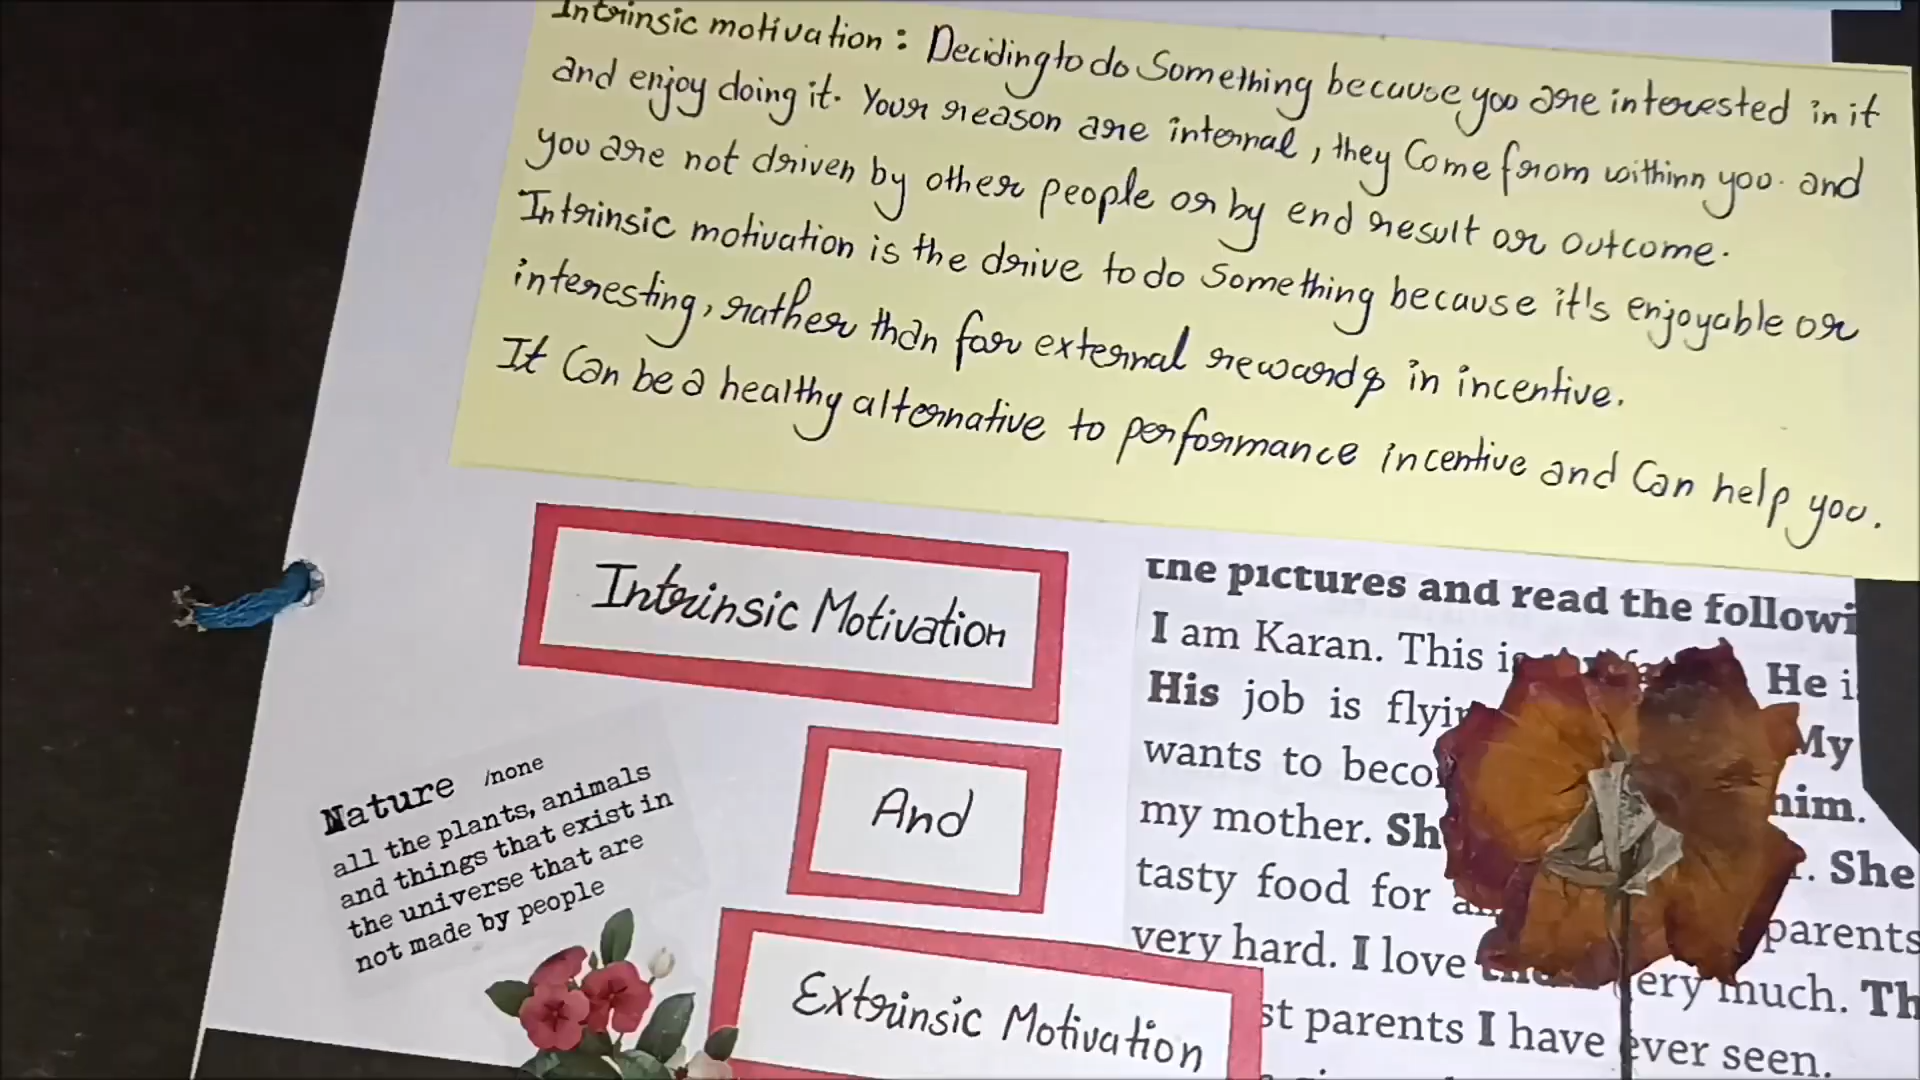 Intrinsic motivation : Deciding to do Something because you are interested in it
and enjoy doing it. Your reason are internal, they Come from withinn you. and
you are not driven by other people or by end result or outcome.
Intrinsic motivation is the drive to do Something because it's enjoyable or
interesting, rather than for external rewards in incentive.
It Can be a healthy alternative to performance incentive and Can help you.
Intrinsic Motivation
And
Extrinsic Motivation
Nature /none
all the plants, animals
and things that exist in
the universe that are
not made by people
the pictures and read the followi
I am Karan. This is He i
His job is flyin My
wants to beco him.
my mother. Sh She
tasty food for parents
very hard. I love very much. Th
st parents I have ever seen.